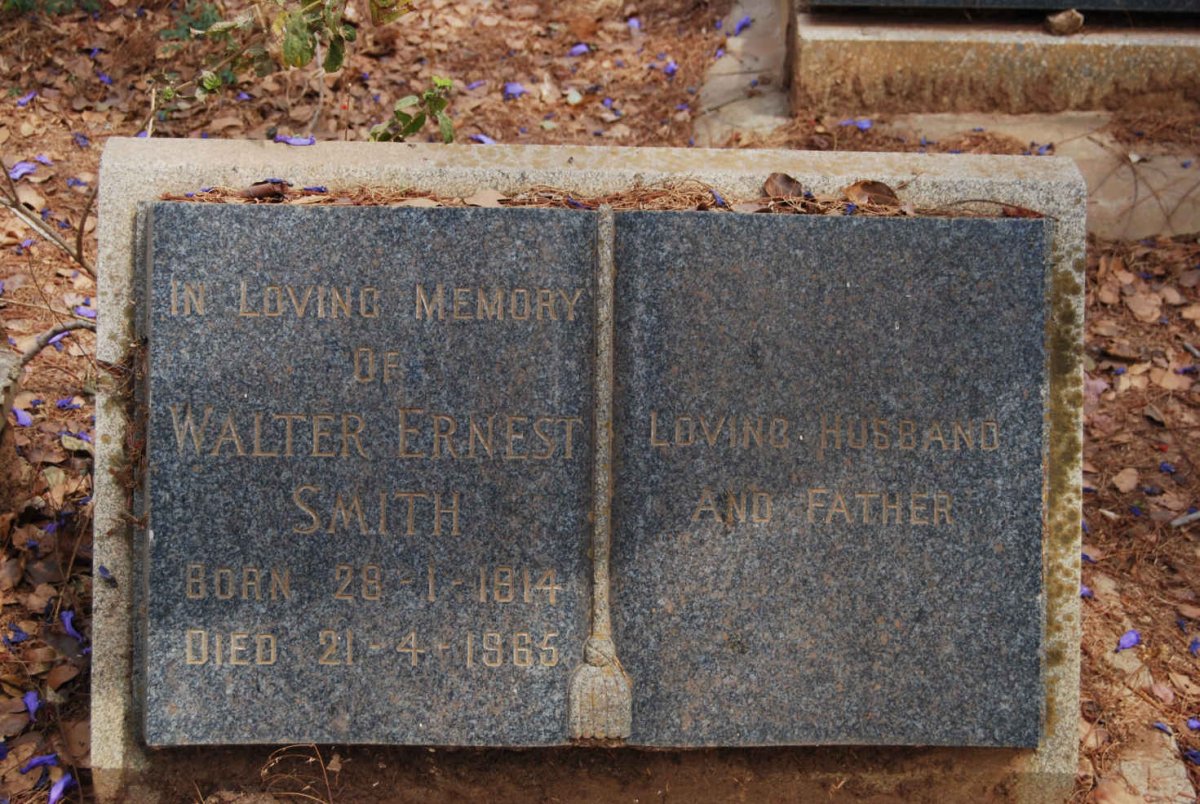 IN LOVING MEMORY
OF
WALTER ERNEST
SMITH
BORN 28-1-1914
DIED 21-4-1965
LOVING HUSBAND
AND FATHER